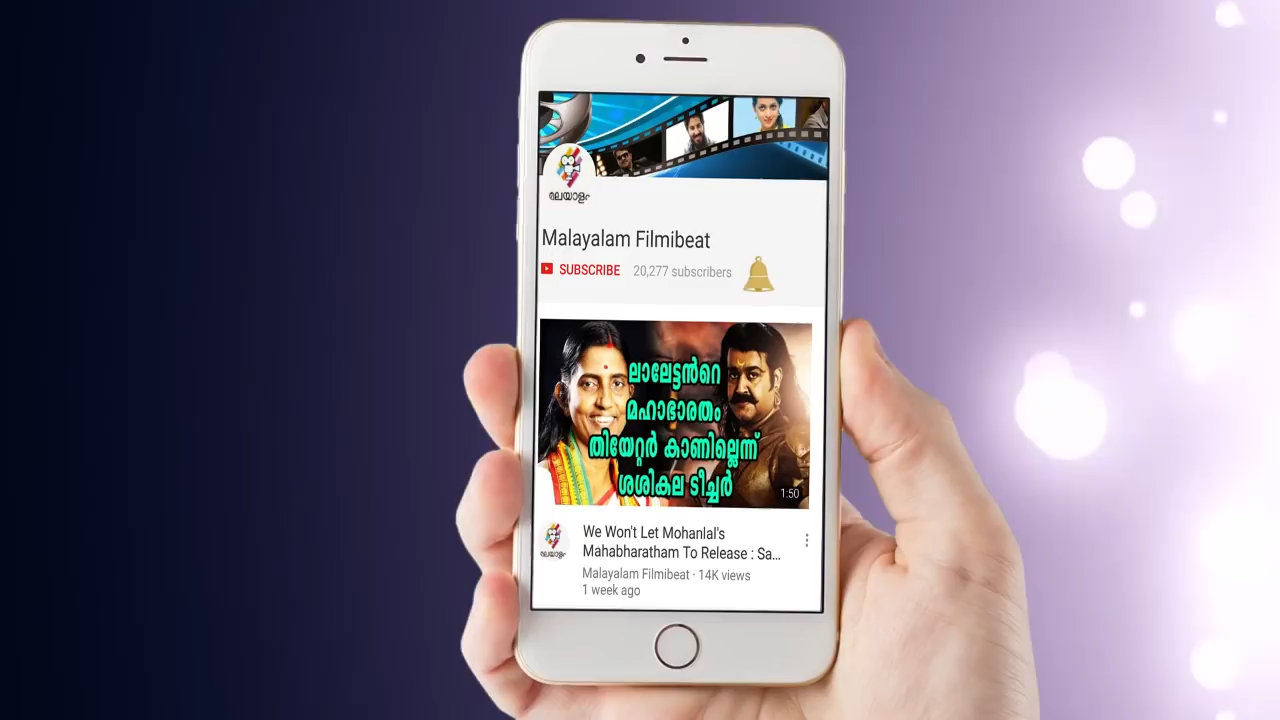 മലയാളം
Malayalam Filmibeat
SUBSCRIBE 20,277 subscribers
ലാലേട്ടൻറെ
മഹാഭാരതം
തിയേറ്റർ കാണില്ലെന്ന്
ശശികല ടീച്ചർ
1:50
We Won't Let Mohanlal's
Mahabharatham To Release : Sa...
മലയാളം
Malayalam Filmibeat · 14K views
1 week ago